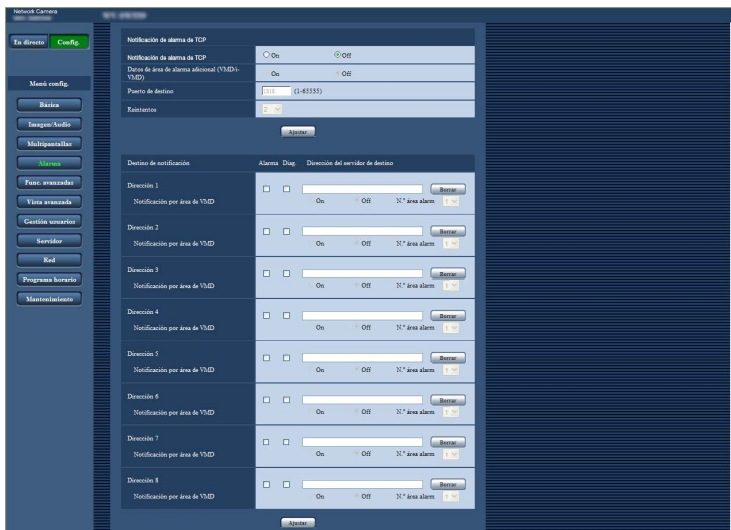 Network Camera
En directo Config.
Menú config.
Básica
Imagen/Audio
Multipantallas
Alarma
Func. avanzadas
Vista avanzada
Gestión usuarios
Servidor
Red
Programa horario
Mantenimiento
Notificación de alarma de TCP
Notificación de alarma de TCP On Off
Datos de área de alarma adicional (VMD/i-
VMD) On Off
Puerto de destino 1818 (1-65535)
Reintentos 2
Ajustar
Destino de notificación Alarma Diag. Dirección del servidor de destino
Dirección 1 Borrar
Notificación por área de VMD On Off N.º área alarm 1
Dirección 2 Borrar
Notificación por área de VMD On Off N.º área alarm 1
Dirección 3 Borrar
Notificación por área de VMD On Off N.º área alarm 1
Dirección 4 Borrar
Notificación por área de VMD On Off N.º área alarm 1
Dirección 5 Borrar
Notificación por área de VMD On Off N.º área alarm 1
Dirección 6 Borrar
Notificación por área de VMD On Off N.º área alarm 1
Dirección 7 Borrar
Notificación por área de VMD On Off N.º área alarm 1
Dirección 8 Borrar
Notificación por área de VMD On Off N.º área alarm 1
Ajustar